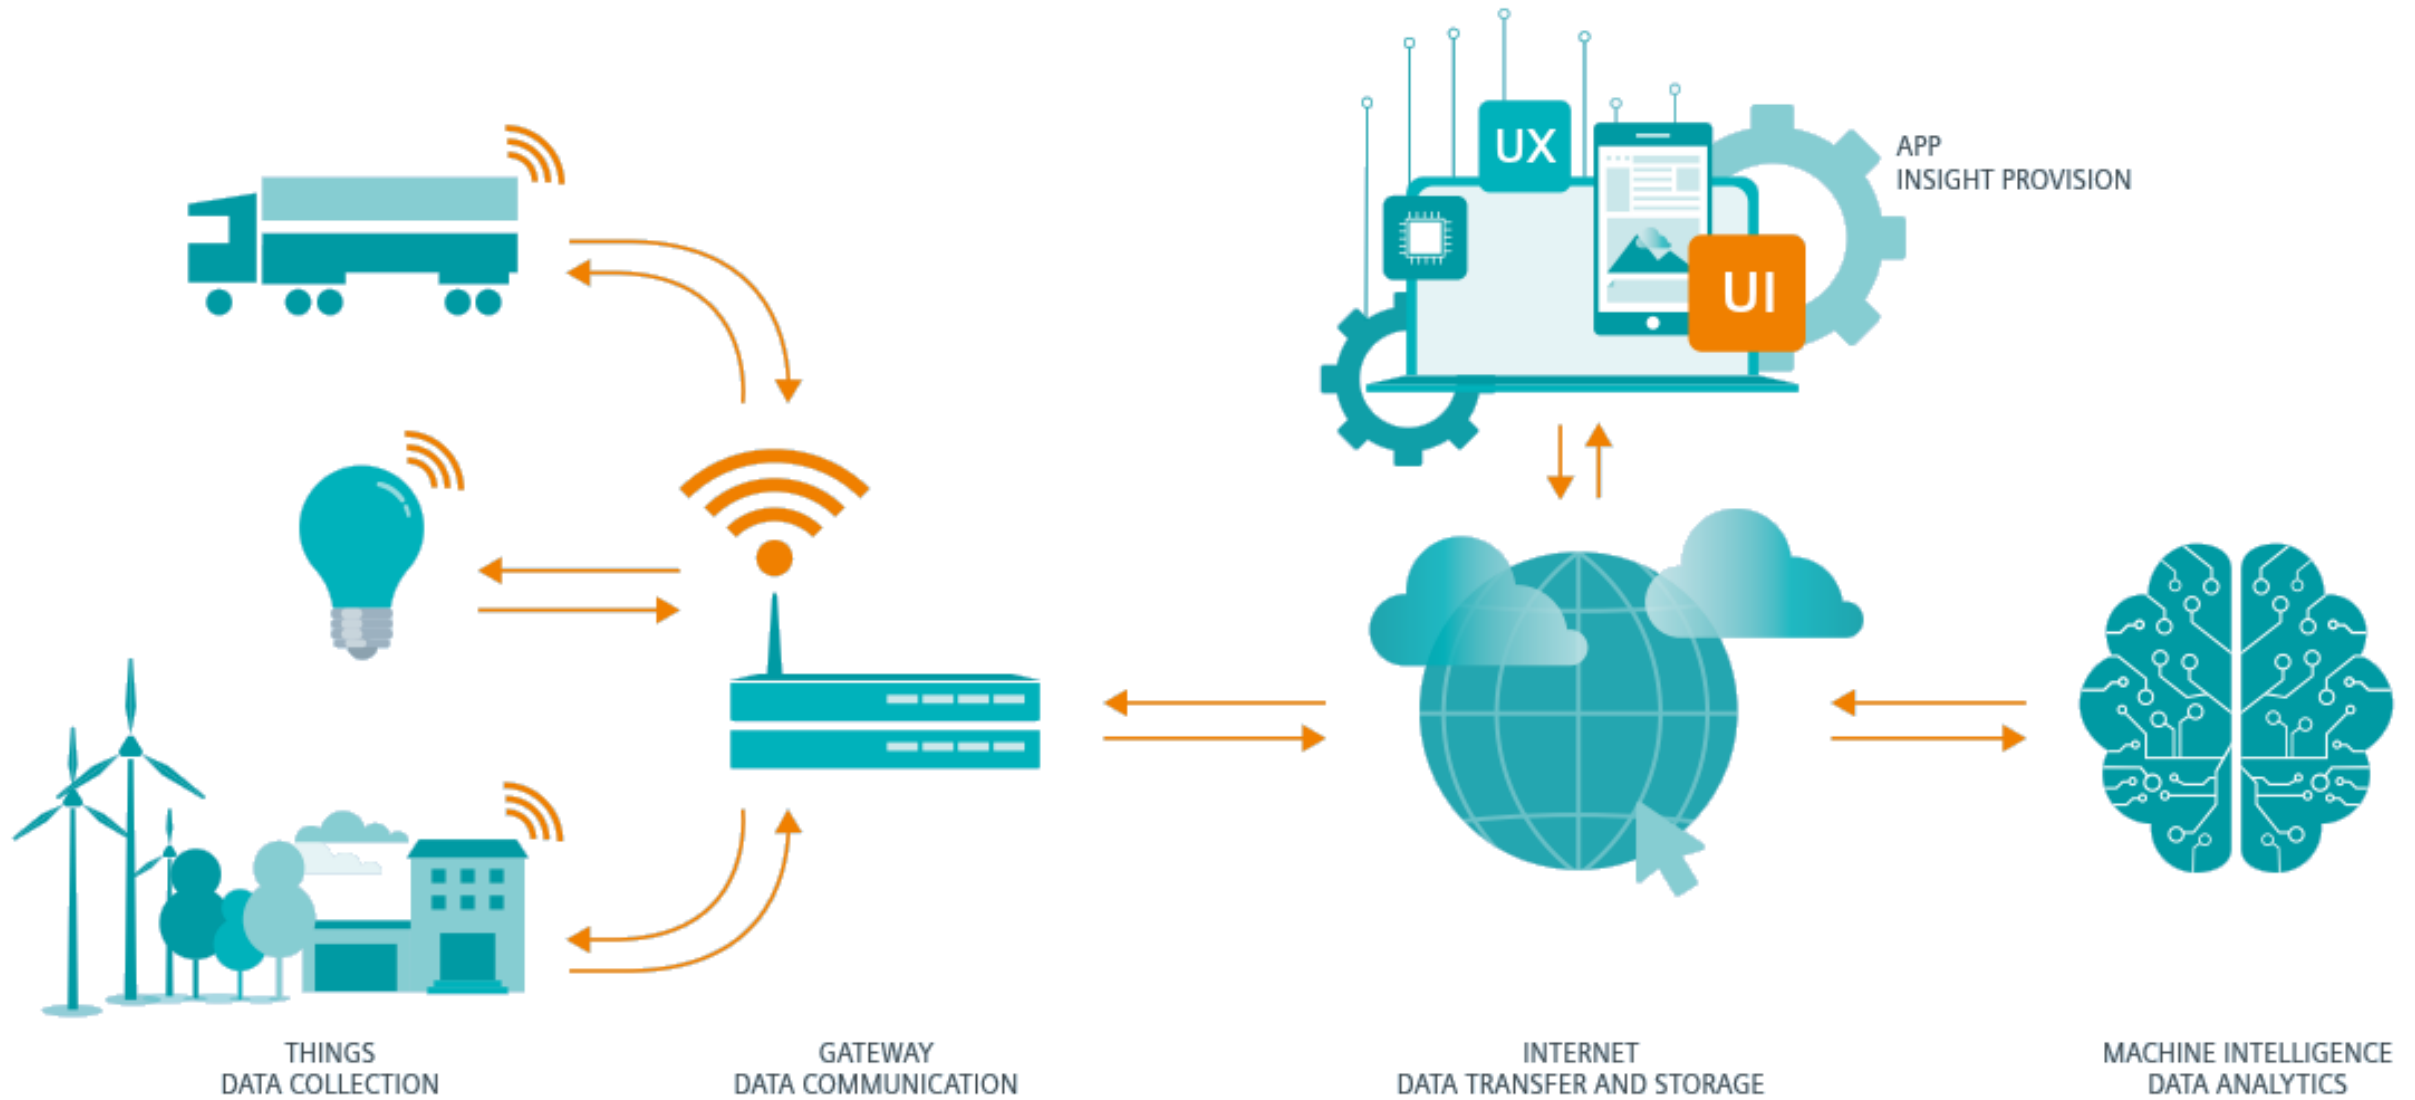 UX
APP
INSIGHT PROVISION
UI
THINGS
DATA COLLECTION
GATEWAY
DATA COMMUNICATION
INTERNET
DATA TRANSFER AND STORAGE
MACHINE INTELLIGENCE
DATA ANALYTICS